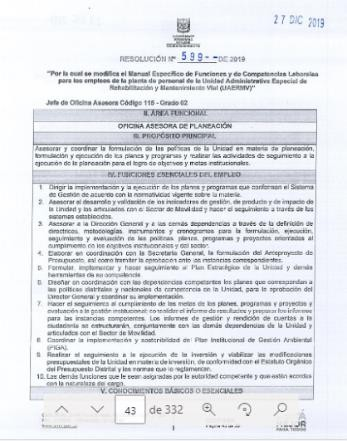 27 DIC 2019
RESOLUCIÓN Nº 599 -- DE 2019
"Por la cual se modifica el Manual Específico de Funciones y de Competencias Laborales
para los empleos de la planta de personal de la Unidad Administrativa Especial de
Rehabilitación y Mantenimiento Vial (UAERMV)"
Jefe de Oficina Asesora Código 115 - Grado 02
II. ÁREA FUNCIONAL
OFICINA ASESORA DE PLANEACIÓN
III. PROPÓSITO PRINCIPAL
Asesorar y coordinar la formulación de las políticas de la Unidad en materia de planeación,
formulación y ejecución de los planes y programas y realizar las actividades de seguimiento a la
ejecución de la planeación para el logro de objetivos y metas institucionales.
IV. FUNCIONES ESENCIALES DEL EMPLEO
1. Dirigir la implementación y la ejecución de los planes y programas que conforman el Sistema
de Gestión de acuerdo con la normatividad vigente sobre la materia.
2. Asesorar el desarrollo y validación de los indicadores de gestión, de producto y de impacto de
la Unidad y los articulados con el Sector de Movilidad y hacer el seguimiento a través de los
sistemas establecidos.
3. Asesorar a la Dirección General y a las demás dependencias a través de la definición de
directrices, metodologías, instrumentos y cronogramas para la formulación, ejecución,
seguimiento y evaluación de las políticas, planes, programas y proyectos orientados al
cumplimiento de los objetivos institucionales y del sector.
4. Elaborar en coordinación con la Secretaría General, la formulación del Anteproyecto de
Presupuesto, así como tramitar la aprobación ante las instancias correspondientes.
5. Formular, implementar y hacer seguimiento al Plan Estratégico de la Unidad y demás
herramientas de su competencia.
6. Diseñar en coordinación con las dependencias competentes los planes que correspondan a
las políticas distritales y nacionales de competencia de la Unidad, para la aprobación del
Director General y coordinar su implementación.
7. Hacer el seguimiento al cumplimiento de las metas de los planes, programas y proyectos y
evaluación a la gestión institucional; consolidar el informe de resultados y preparar los informes
para las instancias competentes. Los informes de gestión y rendición de cuentas a la
ciudadanía se estructurarán, conjuntamente con las demás dependencias de la Unidad y
articulados con el Sector de Movilidad.
8. Coordinar la implementación y sostenibilidad del Plan Institucional de Gestión Ambiental
(PIGA).
9. Realizar el seguimiento a la ejecución de la inversión y viabilizar las modificaciones
presupuestales de la Unidad en materia de inversión, de conformidad con el Estatuto Orgánico
del Presupuesto Distrital y las normas que lo reglamenten.
10. Las demás funciones que le sean asignadas por la autoridad competente y que estén acordes
con la naturaleza del cargo.
V. CONOCIMIENTOS BÁSICOS O ESENCIALES
43 de 332